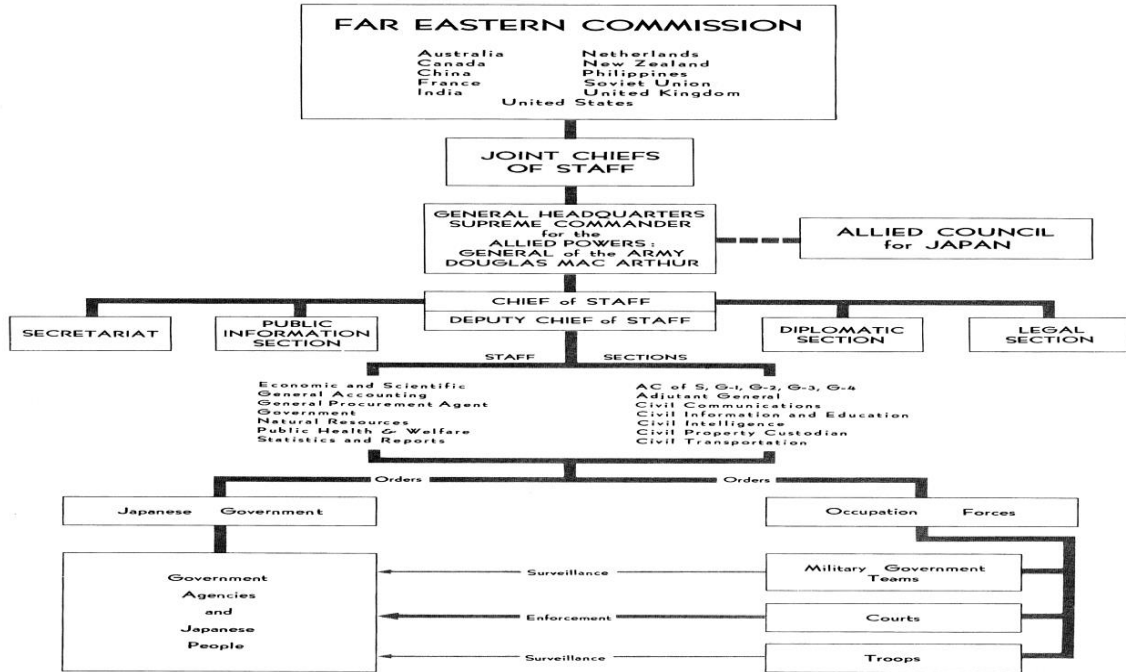 FAR EASTERN COMMISSION
Australia Netherlands
Canada New Zealand
China Philippines
France Soviet Union
India United Kingdom
United States
JOINT CHIEFS
OF STAFF
GENERAL HEADQUARTERS
SUPREME COMMANDER
for the
ALLIED POWERS :
GENERAL of the ARMY
DOUGLAS MAC ARTHUR
ALLIED COUNCIL
for JAPAN
CHIEF of STAFF
DEPUTY CHIEF of STAFF
SECRETARIAT
PUBLIC
INFORMATION
SECTION
DIPLOMATIC
SECTION
LEGAL
SECTION
STAFF SECTIONS
Economic and Scientific
General Accounting
General Procurement Agent
Government
Natural Resources
Public Health & Welfare
Statistics and Reports
AC of S, G-1, G-2, G-3, G-4
Adjutant General
Civil Communications
Civil Information and Education
Civil Intelligence
Civil Property Custodian
Civil Transportation
Orders
Orders
Japanese Government
Occupation Forces
Government
Agencies
and
Japanese
People
Surveillance
Military Government
Teams
Enforcement
Courts
Surveillance
Troops